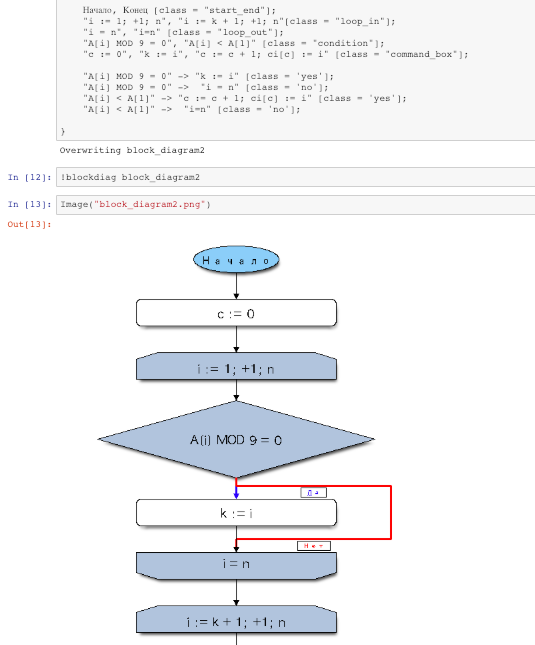 Начало, Конец [class = "start_end"];
"i := 1; +1; n", "i := k + 1; +1; n"[class = "loop_in"];
"i = n", "i=n" [class = "loop_out"];
"A[i] MOD 9 = 0", "A[i] < A[1]" [class = "condition"];
"c := 0", "k := i", "c := c + 1; ci[c] := i" [class = "command_box"];
"A[i] MOD 9 = 0" -> "k := i" [class = 'yes'];
"A[i] MOD 9 = 0" ->  "i = n" [class = 'no'];
"A[i] < A[1]" -> "c := c + 1; ci[c] := i" [class = 'yes'];
"A[i] < A[1]" ->  "i=n" [class = 'no'];
}
Overwriting block_diagram2
In [12]: !blockdiag block_diagram2
In [13]: Image("block_diagram2.png")
Out[13]:
Начало
c := 0
i := 1; +1; n
A(i) MOD 9 = 0
Да
k := i
Нет
i = n
i := k + 1; +1; n